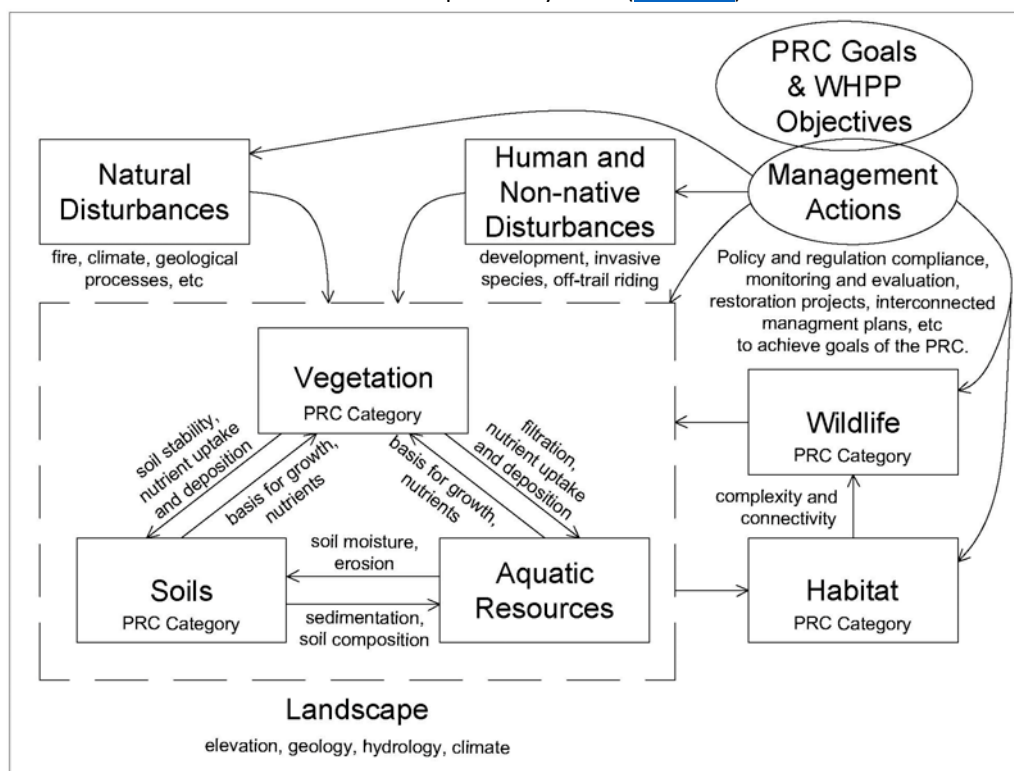 PRC Goals
& WHPP
Objectives
Management
Actions
Policy and regulation compliance,
monitoring and evaluation,
restoration projects, interconnected
managment plans, etc
to achieve goals of the PRC.
Natural
Disturbances
fire, climate, geological
processes, etc
Human and
Non-native
Disturbances
development, invasive
species, off-trail riding
Vegetation
PRC Category
soil stability,
nutrient uptake
and deposition
basis for growth,
nutrients
basis for growth,
nutrients
filtration,
nutrient uptake
and deposition
Soils
PRC Category
soil moisture,
erosion
sedimentation,
soil composition
Aquatic
Resources
Wildlife
PRC Category
complexity and
connectivity
Habitat
PRC Category
Landscape
elevation, geology, hydrology, climate